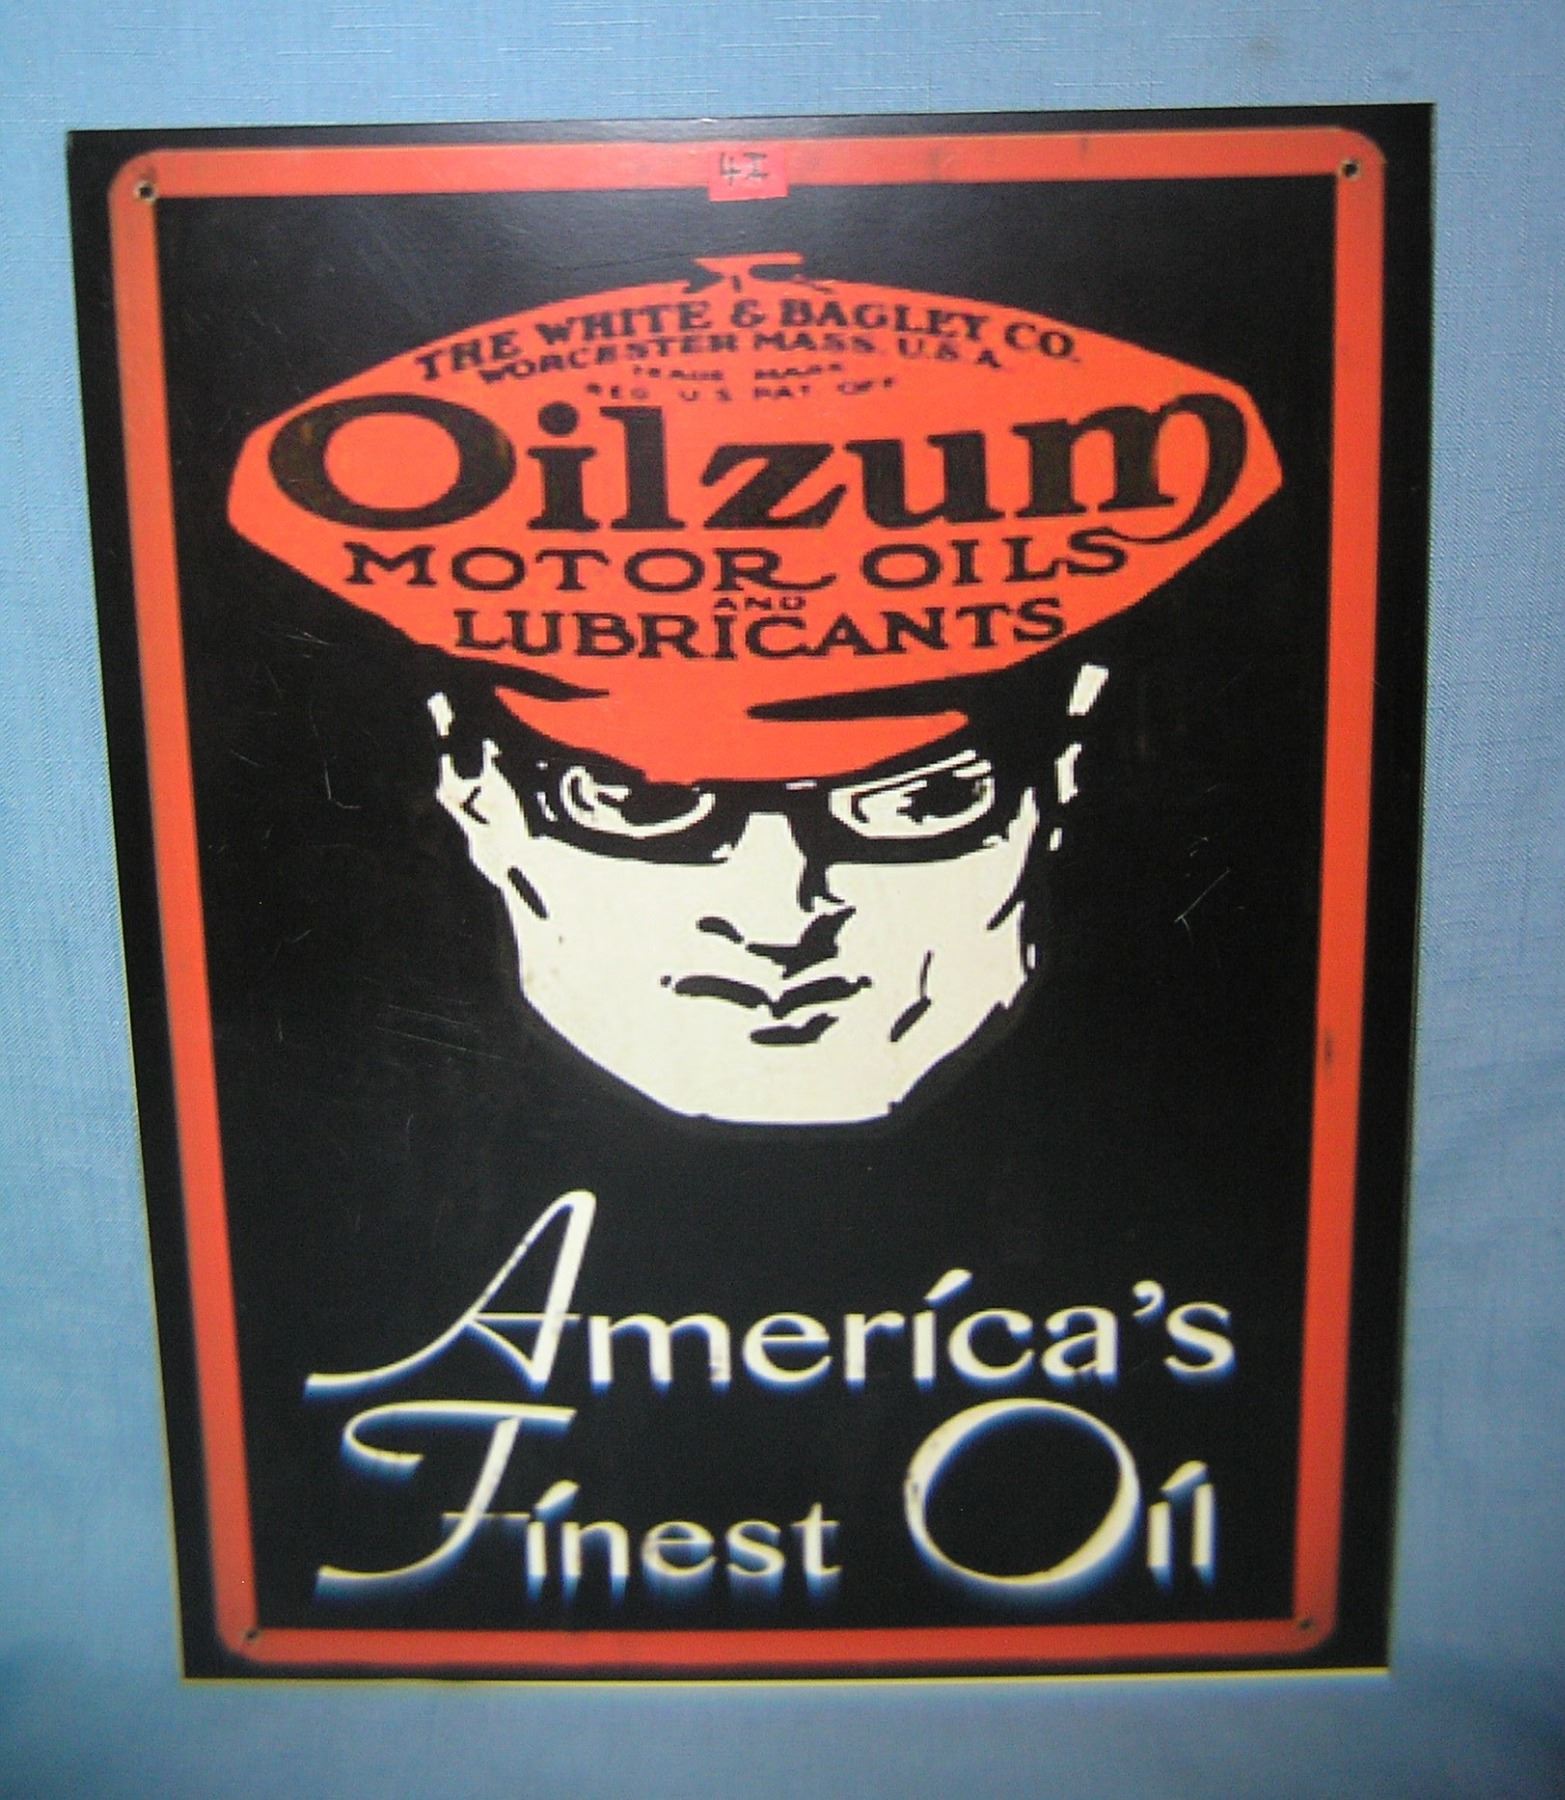 THE WHITE & BAGLEY CO.
WORCESTER MASS. U.S.A.
TRADE MARK
REG U S PAT OFF
Oilzum
MOTOR OILS
AND
LUBRICANTS
America's
Finest Oil